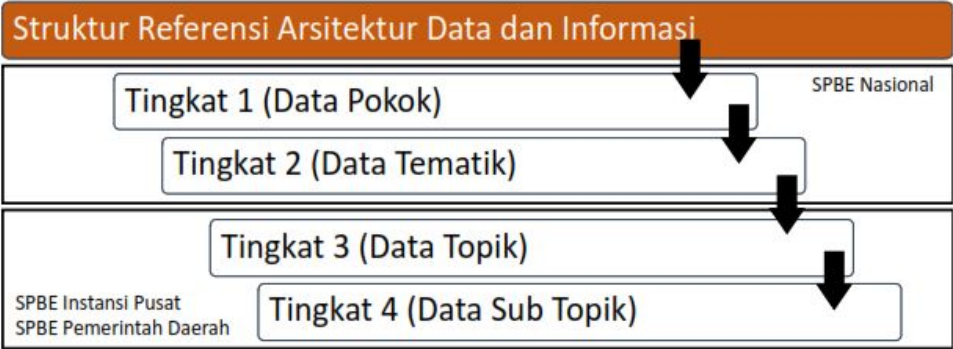 Struktur Referensi Arsitektur Data dan Informasi
SPBE Nasional
Tingkat 1 (Data Pokok)
Tingkat 2 (Data Tematik)
Tingkat 3 (Data Topik)
SPBE Instansi Pusat
SPBE Pemerintah Daerah
Tingkat 4 (Data Sub Topik)